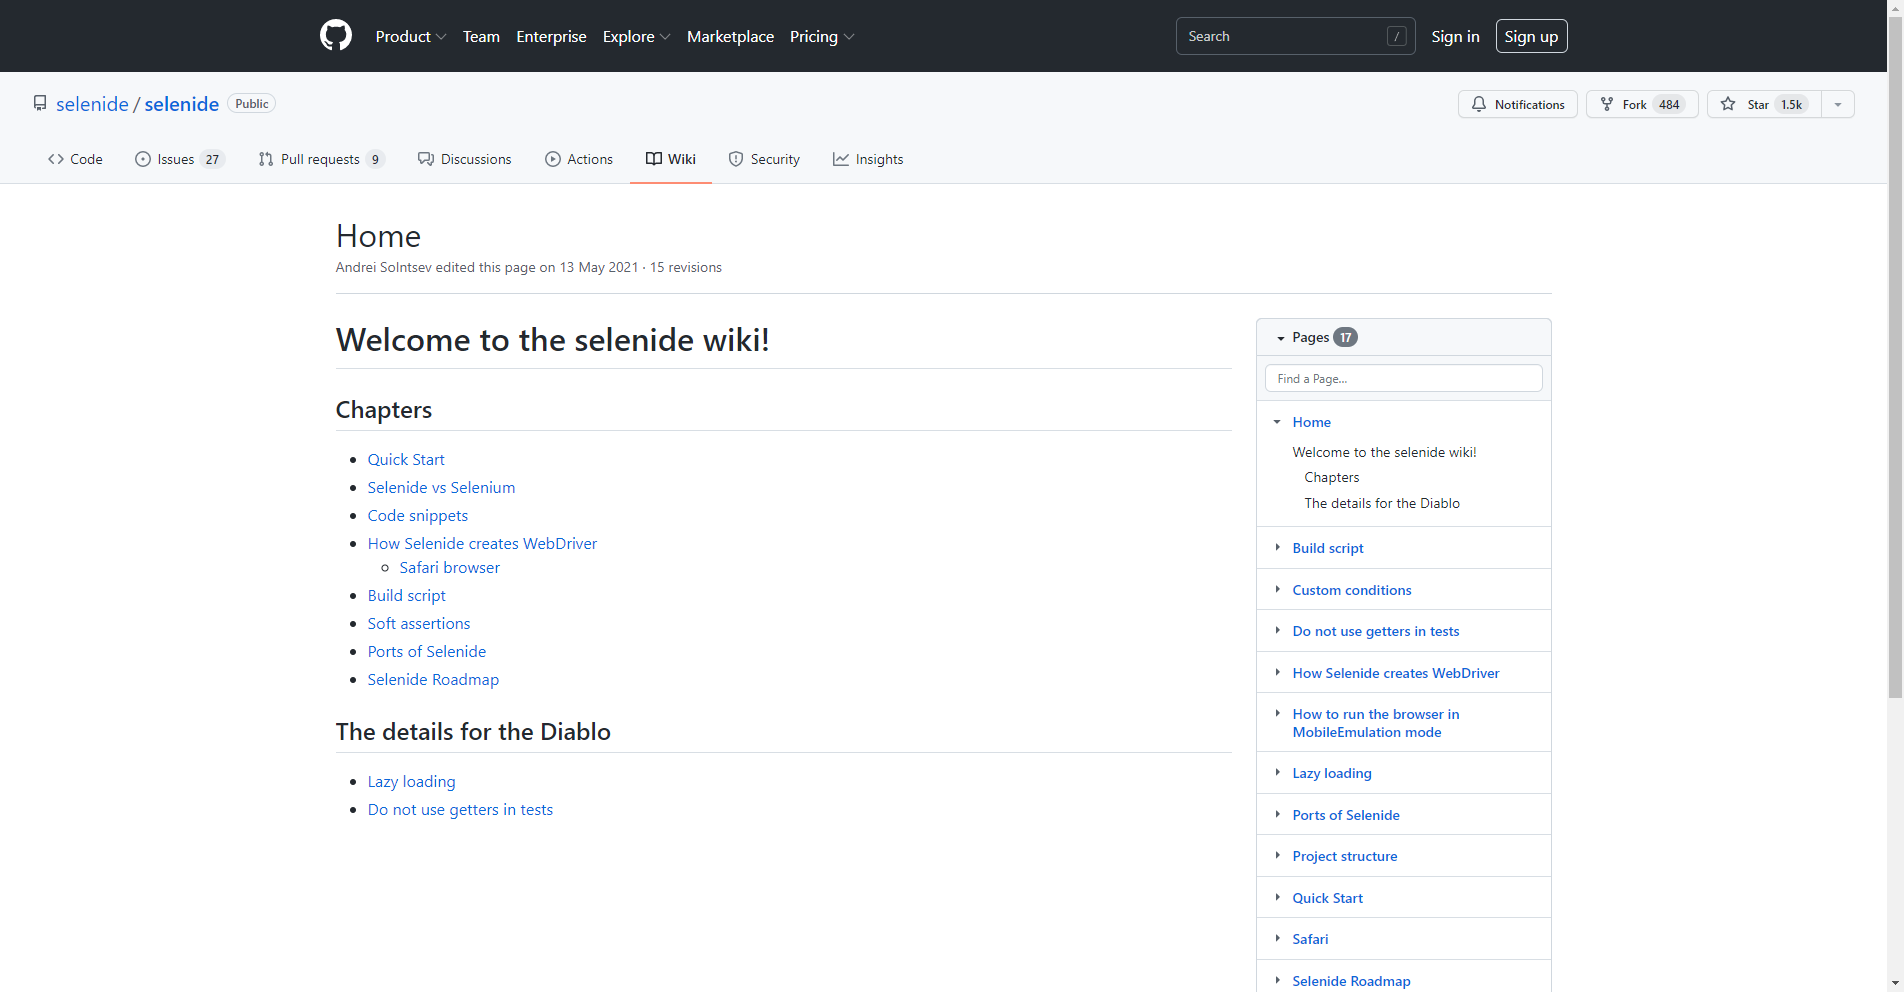 Product Team Enterprise Explore Marketplace Pricing Search / Sign in Sign up
selenide / selenide Public Notifications Fork 484 Star 1.5k
Code Issues 27 Pull requests 9 Discussions Actions Wiki Security Insights
Home
Andrei Solntsev edited this page on 13 May 2021 · 15 revisions
Welcome to the selenide wiki!
Chapters
Quick Start
Selenide vs Selenium
Code snippets
How Selenide creates WebDriver
Safari browser
Build script
Soft assertions
Ports of Selenide
Selenide Roadmap
The details for the Diablo
Lazy loading
Do not use getters in tests
Pages 17
Find a Page...
Home
Welcome to the selenide wiki!
Chapters
The details for the Diablo
Build script
Custom conditions
Do not use getters in tests
How Selenide creates WebDriver
How to run the browser in
MobileEmulation mode
Lazy loading
Ports of Selenide
Project structure
Quick Start
Safari
Selenide Roadmap